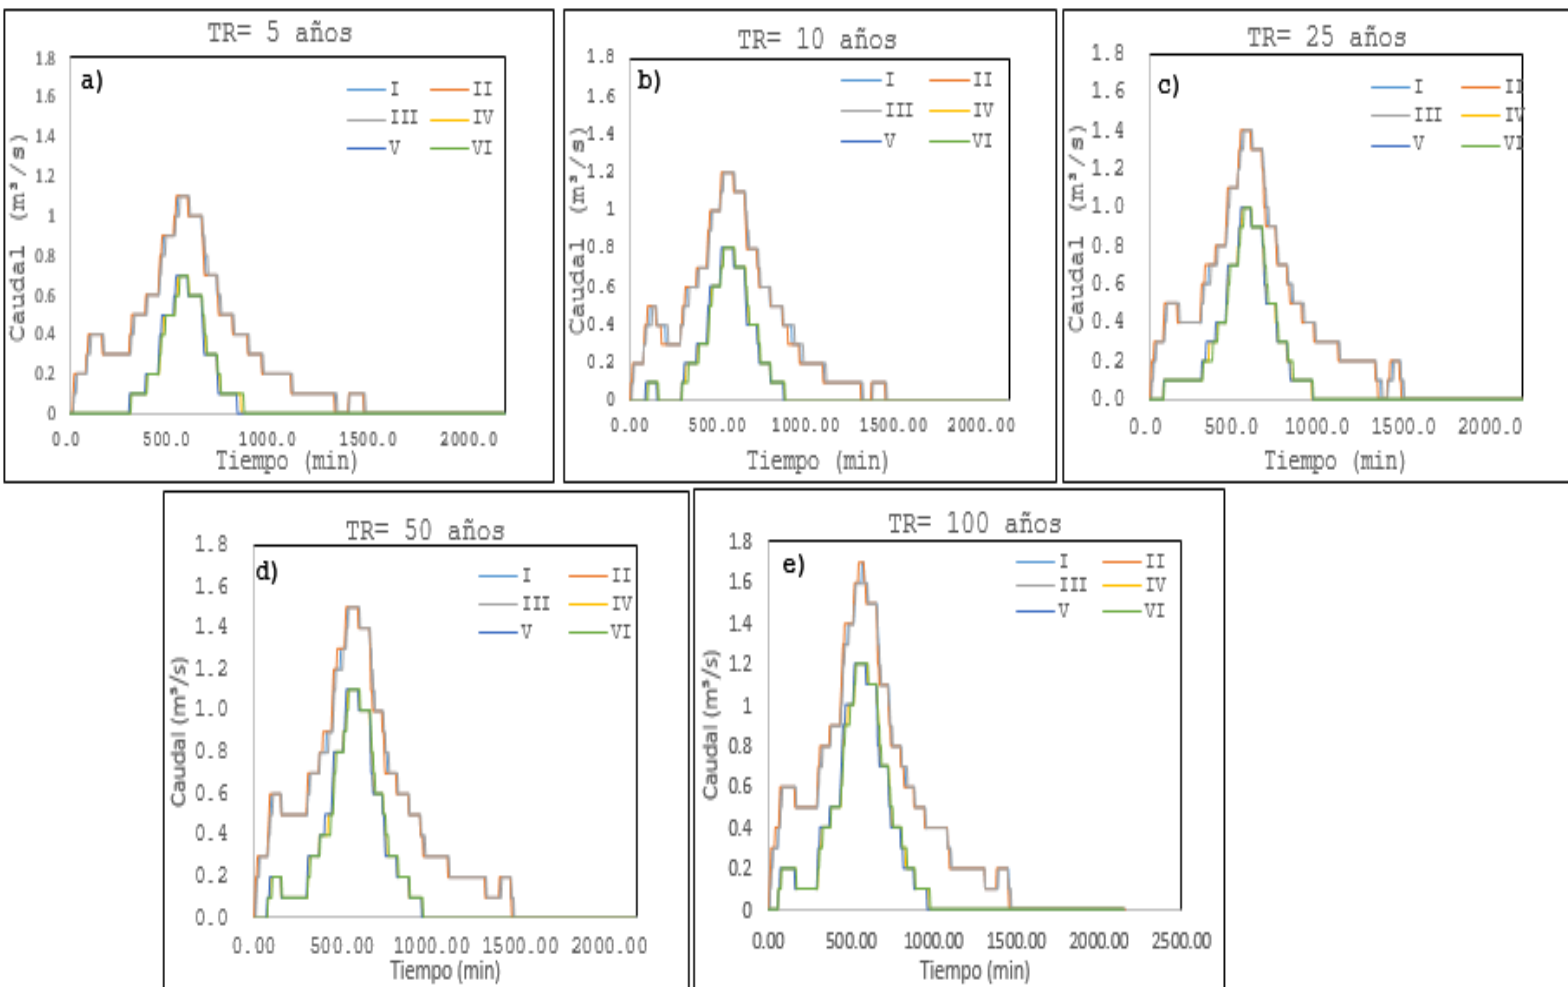 TR= 5 años
a)
I II
III IV
V VI
1.8
1.6
1.4
1.2
1
0.8
0.6
0.4
0.2
0
Caudal (m³/s)
0.0 500.0 1000.0 1500.0 2000.0
Tiempo (min)
TR= 10 años
b)
I II
III IV
V VI
1.8
1.6
1.4
1.2
1
0.8
0.6
0.4
0.2
0
Caudal (m³/s)
0.00 500.00 1000.00 1500.00 2000.00
Tiempo (min)
TR= 25 años
c)
I II
III IV
V VI
1.8
1.6
1.4
1.2
1.0
0.8
0.6
0.4
0.2
0.0
Caudal (m³/s)
0.0 500.0 1000.0 1500.0 2000.0
Tiempo (min)
TR= 50 años
d)
I II
III IV
V VI
1.8
1.6
1.4
1.2
1.0
0.8
0.6
0.4
0.2
0.0
Caudal (m³/s)
0.00 500.00 1000.00 1500.00 2000.00
Tiempo (min)
TR= 100 años
e)
I II
III IV
V VI
1.8
1.6
1.4
1.2
1
0.8
0.6
0.4
0.2
0
Caudal (m³/s)
0.00 500.00 1000.00 1500.00 2000.00 2500.00
Tiempo (min)